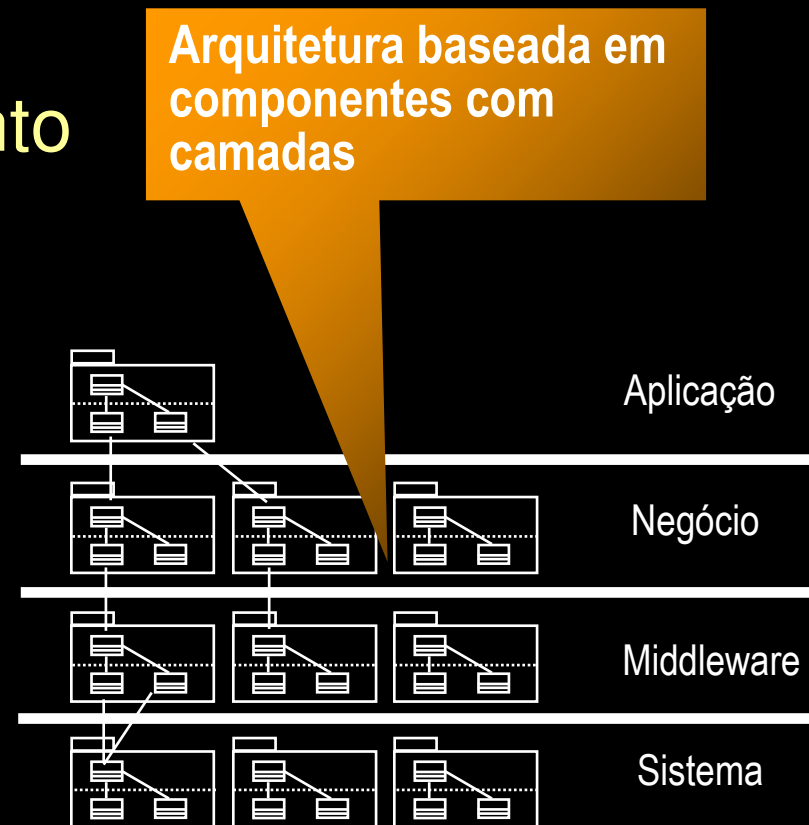 Arquitetura baseada em
componentes com
camadas
nto
Aplicação
Negócio
Middleware
Sistema